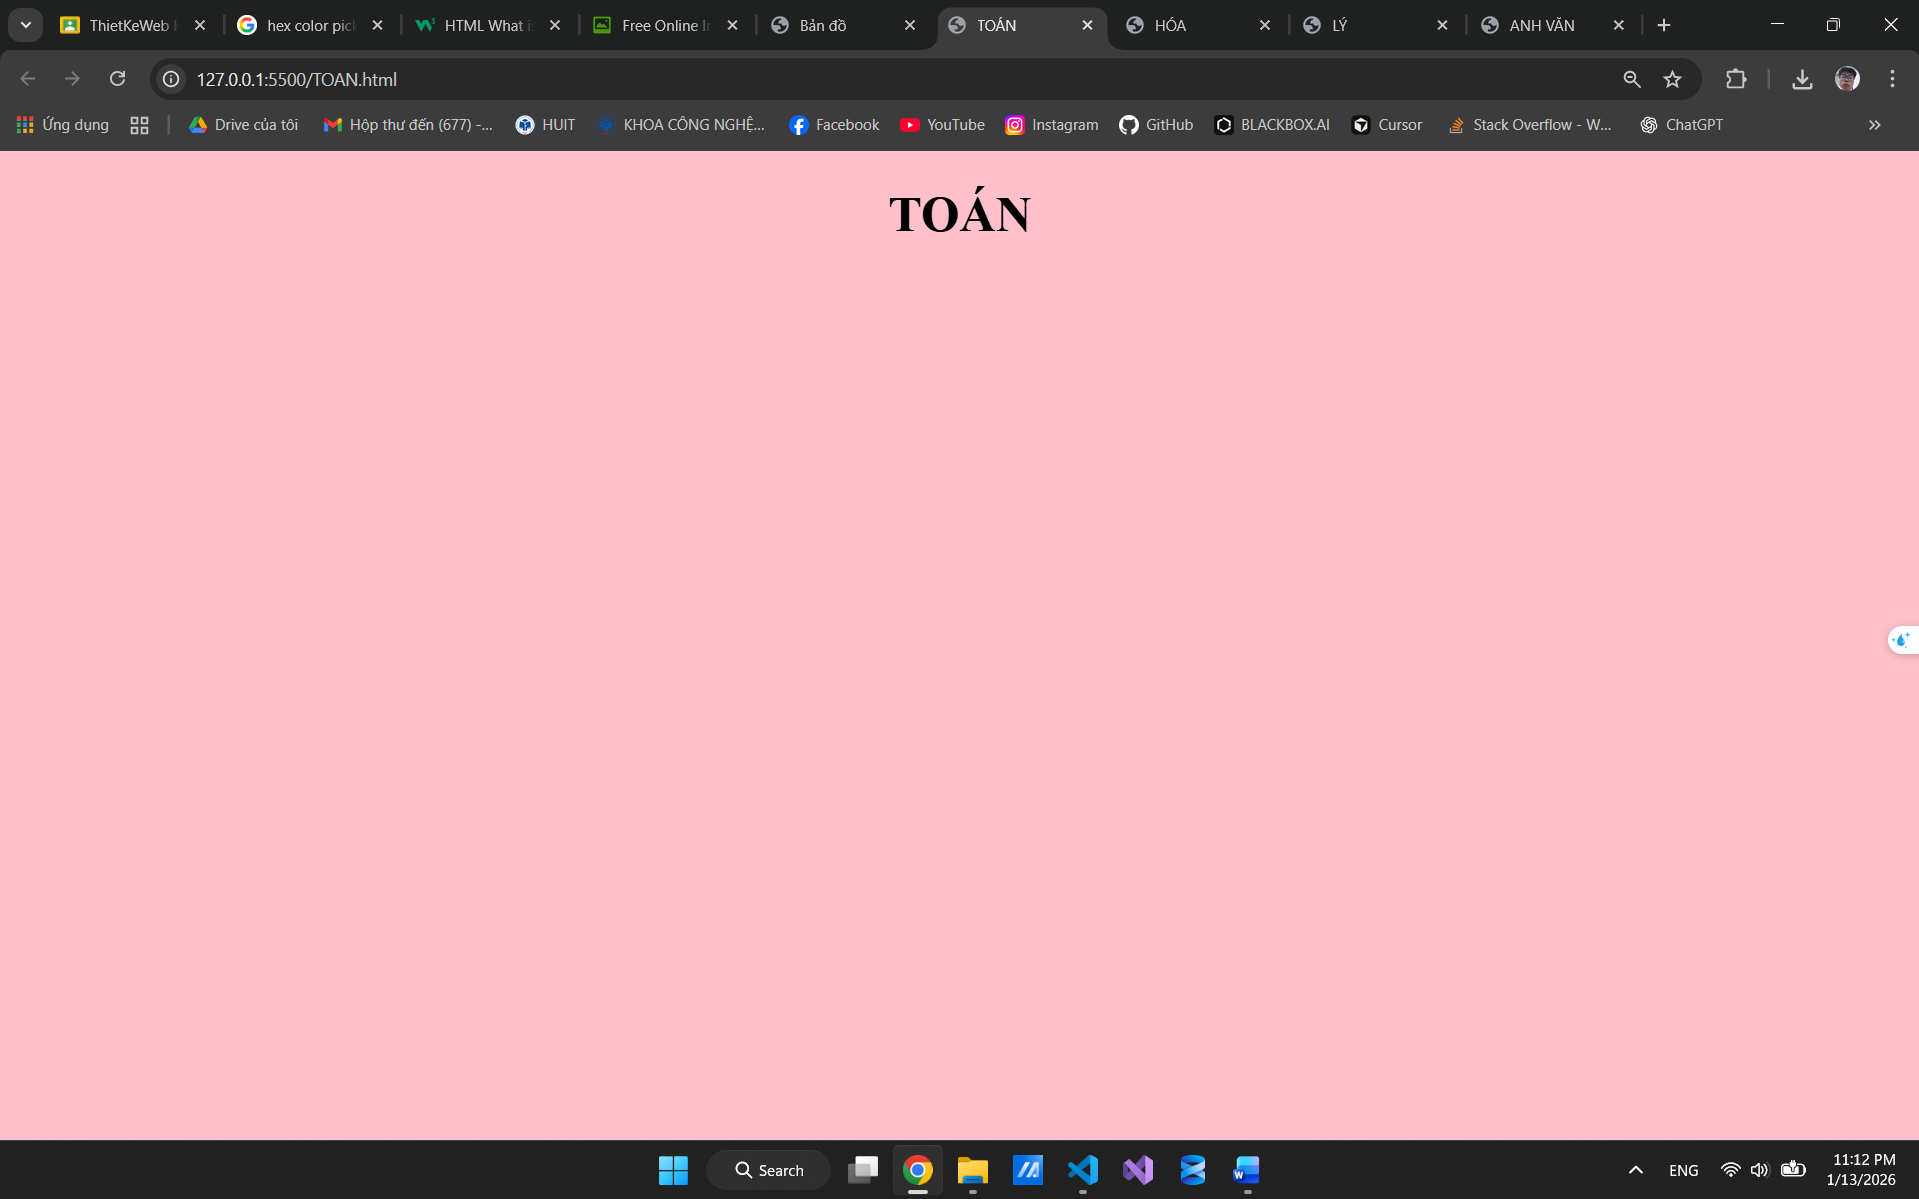 ThietKeWeb
hex color pic
HTML What i
Free Online I
Bản đồ
TOÁN
HÓA
LÝ
ANH VĂN
127.0.0.1:5500/TOAN.html
Ứng dụng
Drive của tôi
Hộp thư đến (677) -...
HUIT
KHOA CÔNG NGHỆ...
Facebook
YouTube
Instagram
GitHub
BLACKBOX.AI
Cursor
Stack Overflow - W...
ChatGPT
TOÁN
Search
ENG
11:12 PM
1/13/2026